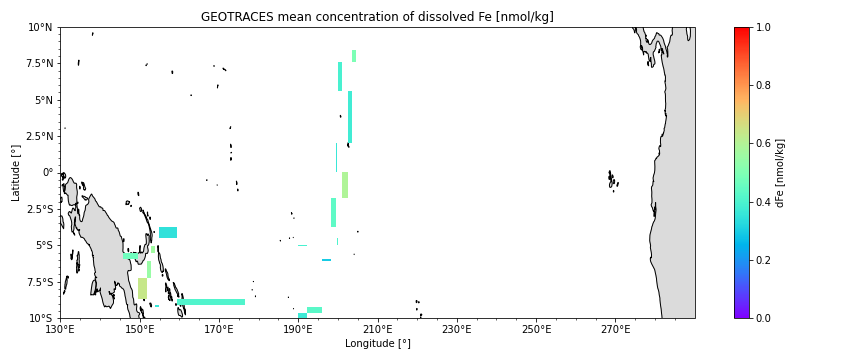 GEOTRACES mean concentration of dissolved Fe [nmol/kg]
10°N
7.5°N
5°N
2.5°N
0°
2.5°S
5°S
7.5°S
10°S
Latitude [°]
130°E 150°E 170°E 190°E 210°E 230°E 250°E 270°E
Longitude [°]
1.0
0.8
0.6
0.4
0.2
0.0
dFe [nmol/kg]